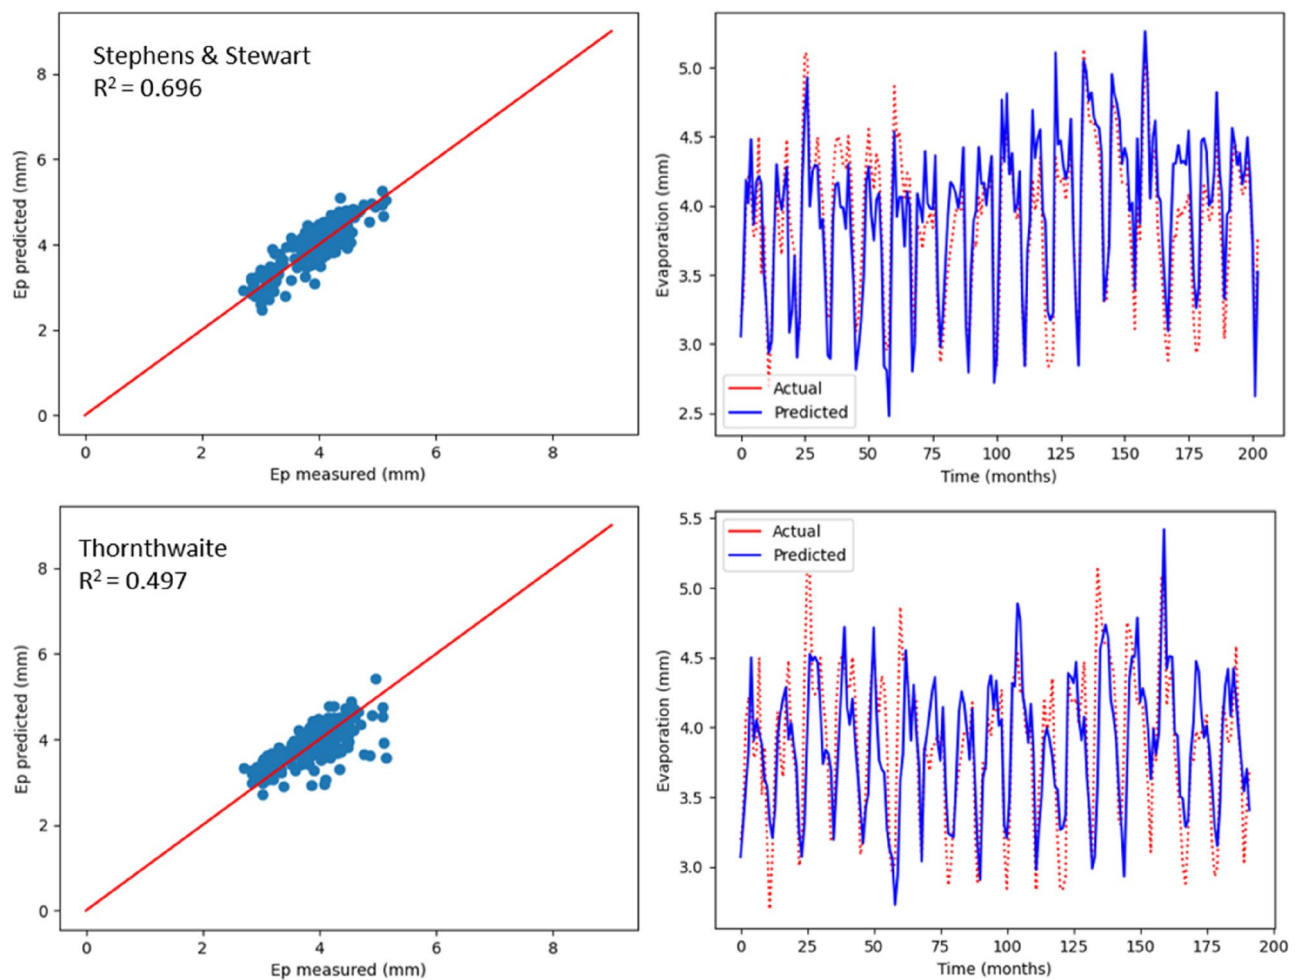 Stephens & Stewart
R² = 0.696
8
6
4
2
0
Ep predicted (mm)
0 2 4 6 8
Ep measured (mm)
5.0
4.5
4.0
3.5
3.0
2.5
Evaporation (mm)
Actual
Predicted
0 25 50 75 100 125 150 175 200
Time (months)
Thornthwaite
R² = 0.497
8
6
4
2
0
Ep predicted (mm)
0 2 4 6 8
Ep measured (mm)
5.5
5.0
4.5
4.0
3.5
3.0
Evaporation (mm)
Actual
Predicted
0 25 50 75 100 125 150 175 200
Time (months)